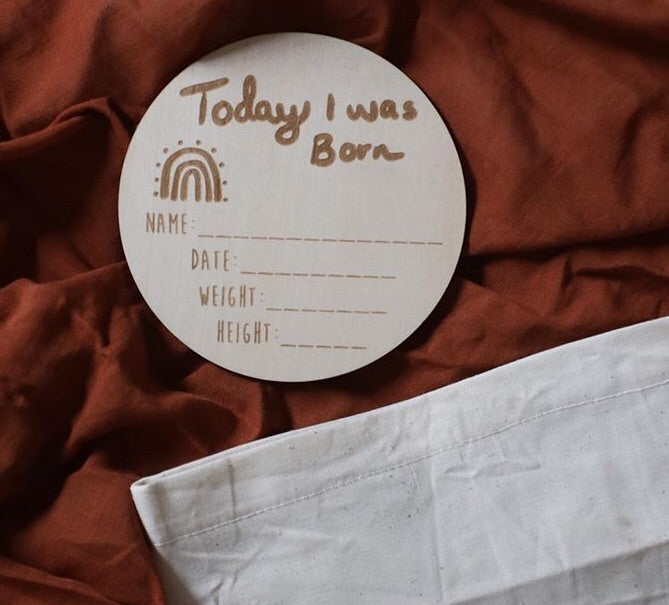 Today I was
Born
NAME:
DATE:
WEIGHT:
HEIGHT: